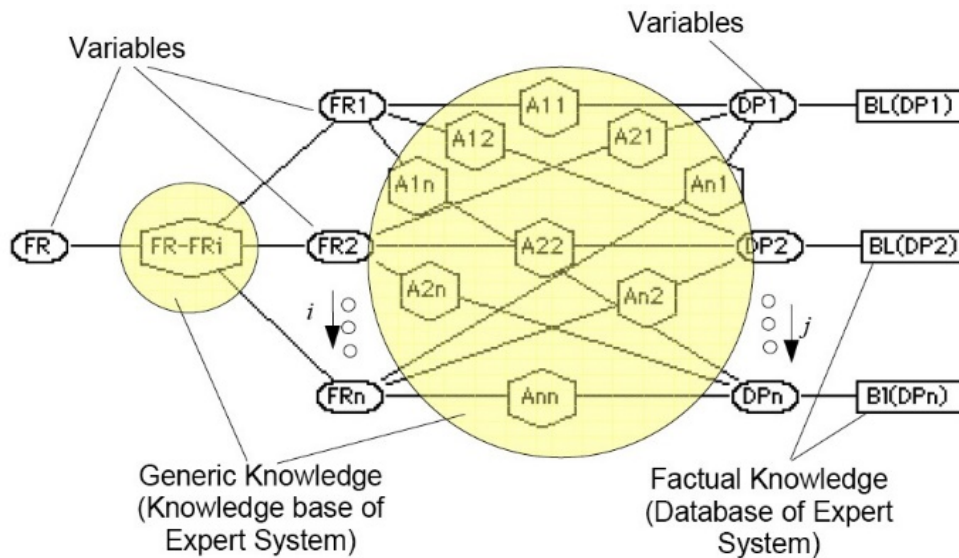 Variables
Variables
FR1
A11
DP1
BL(DP1)
A12
A21
A1n
An1
FR
FR-FRi
FR2
A22
DP2
BL(DP2)
A2n
An2
i
j
FRn
Ann
DPn
Bl(DPn)
Generic Knowledge
(Knowledge base of
Expert System)
Factual Knowledge
(Database of Expert
System)